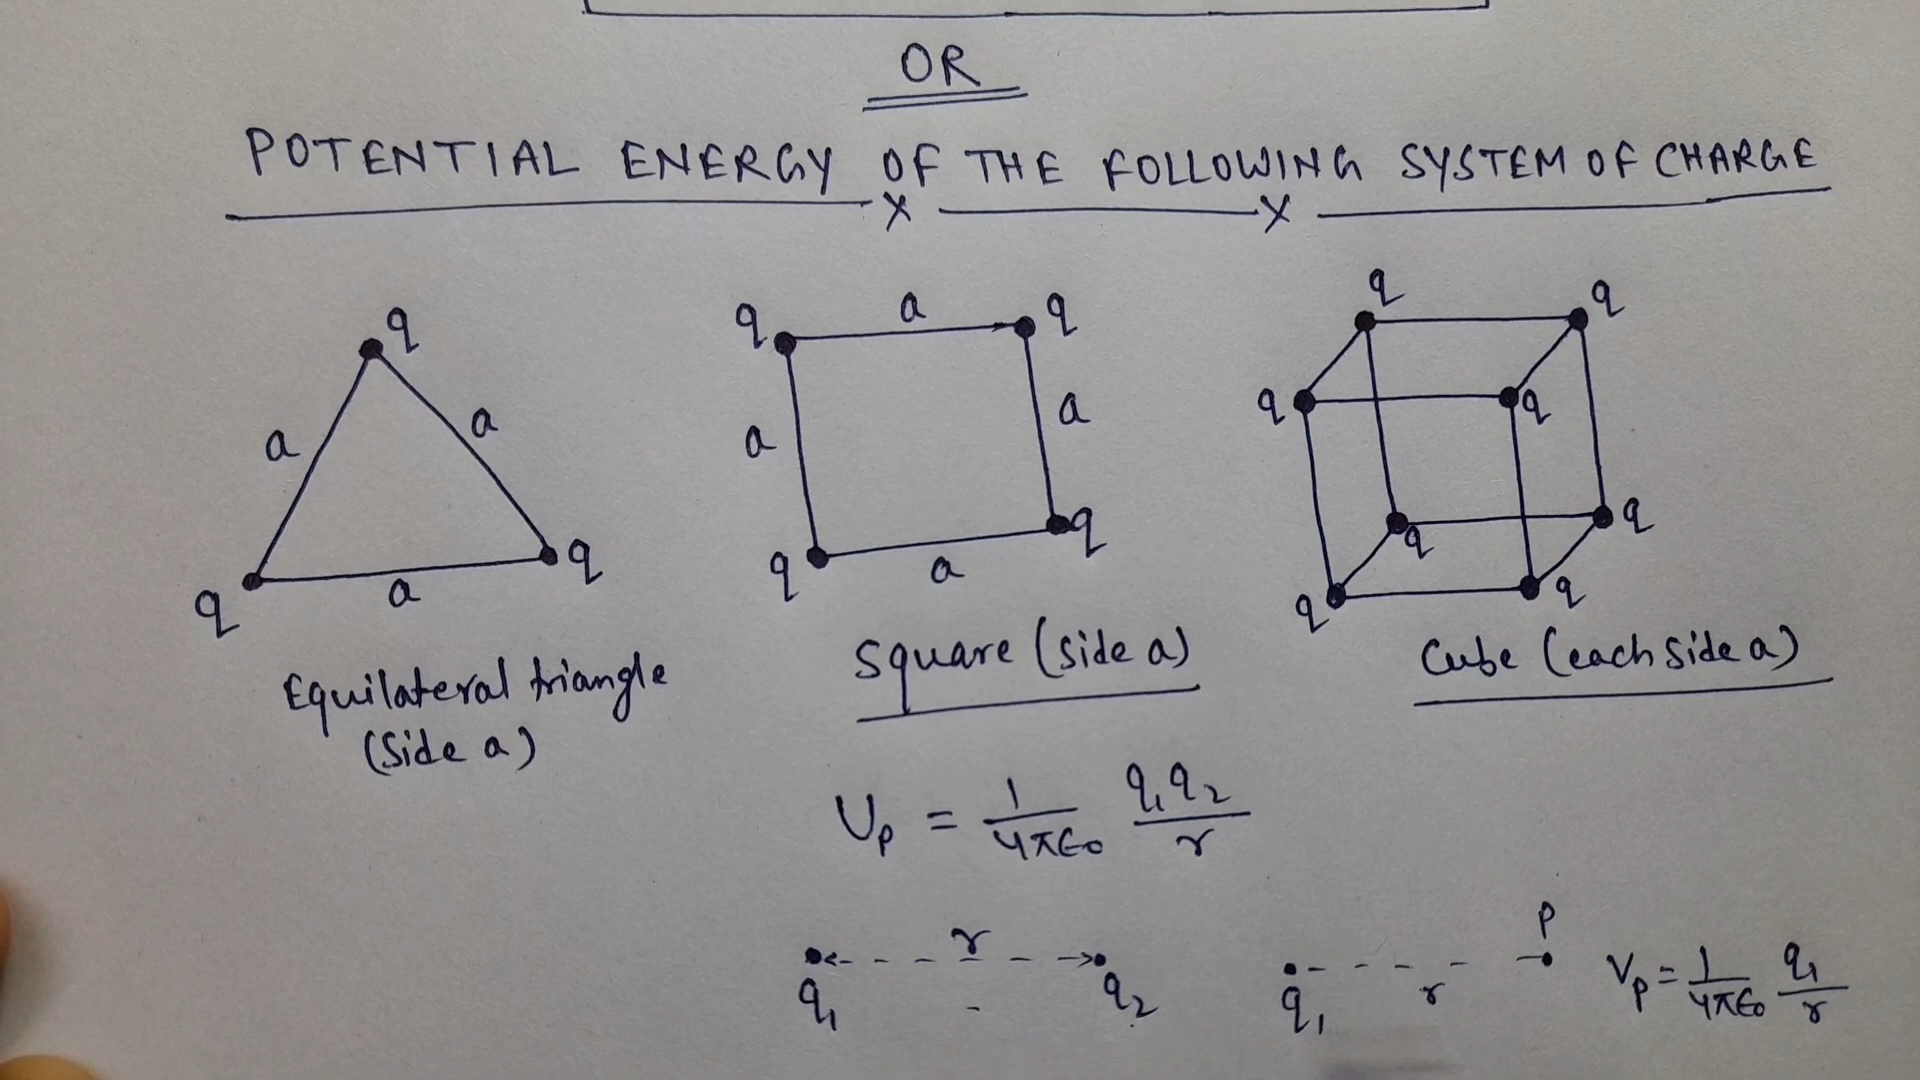 OR
POTENTIAL ENERGY OF THE FOLLOWING SYSTEM OF CHARGE
x x
q
a a
q a q
Equilateral triangle
(Side a)
q a q
a a
q a q
Square (Side a)
q q
q q
q q
q q
Cube (each side a)
Up = 1/4πϵ0 q1q2/r
r
q1 q2
P
q1 r
Vp = 1/4πϵ0 q1/r